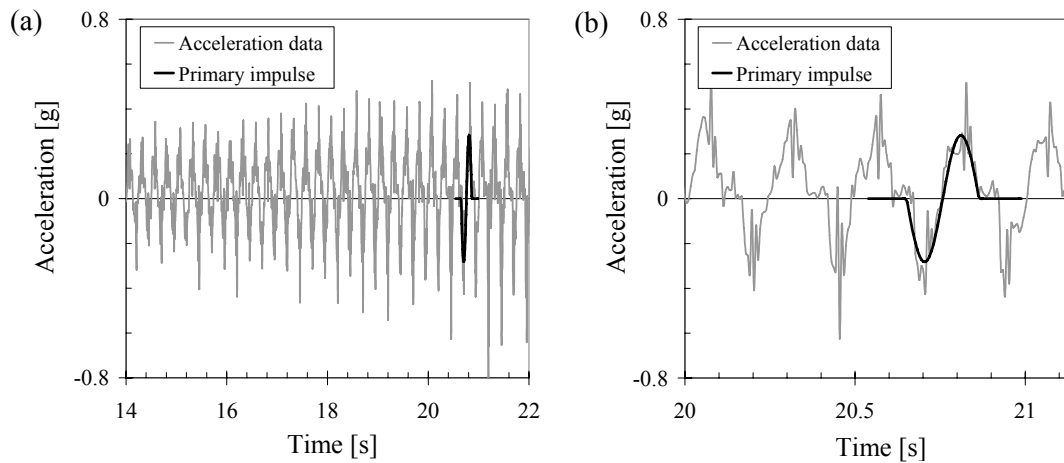 (a)
0.8
Acceleration data
Primary impulse
Acceleration [g]
0
-0.8
14 16 18 20 22
Time [s]
(b)
0.8
Acceleration data
Primary impulse
Acceleration [g]
0
-0.8
20 20.5 21
Time [s]